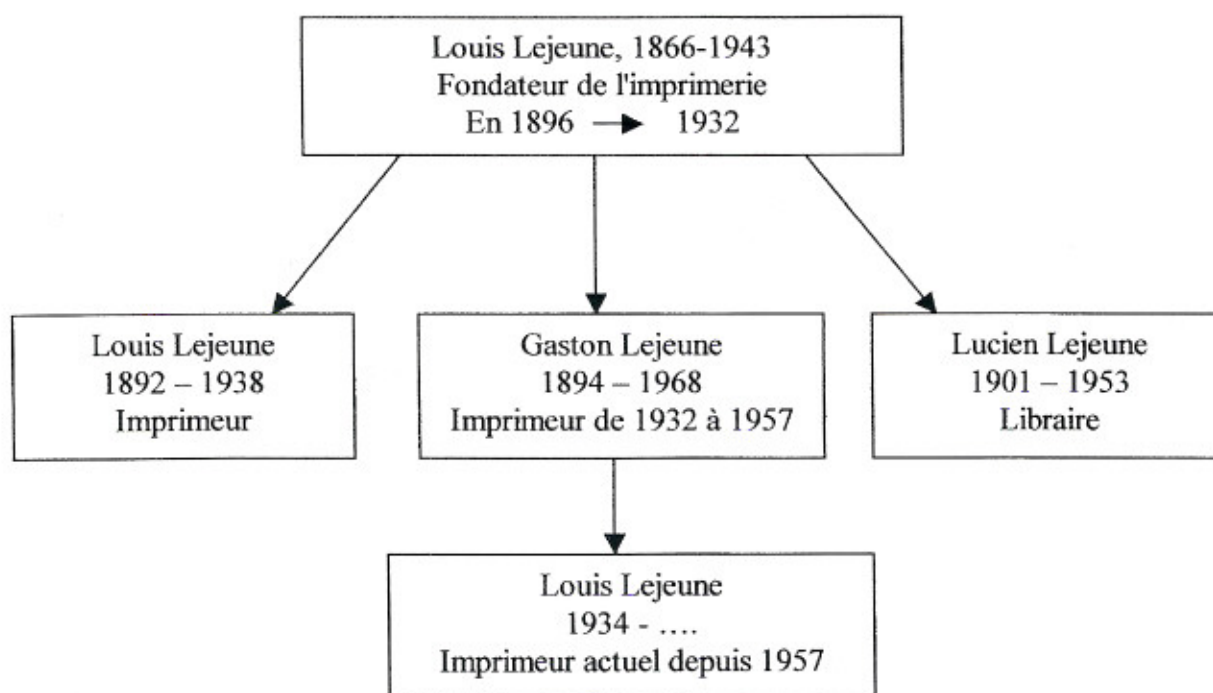 Louis Lejeune, 1866-1943
Fondateur de l'imprimerie
En 1896 → 1932
Louis Lejeune
1892 – 1938
Imprimeur
Gaston Lejeune
1894 – 1968
Imprimeur de 1932 à 1957
Lucien Lejeune
1901 – 1953
Libraire
Louis Lejeune
1934 - ....
Imprimeur actuel depuis 1957